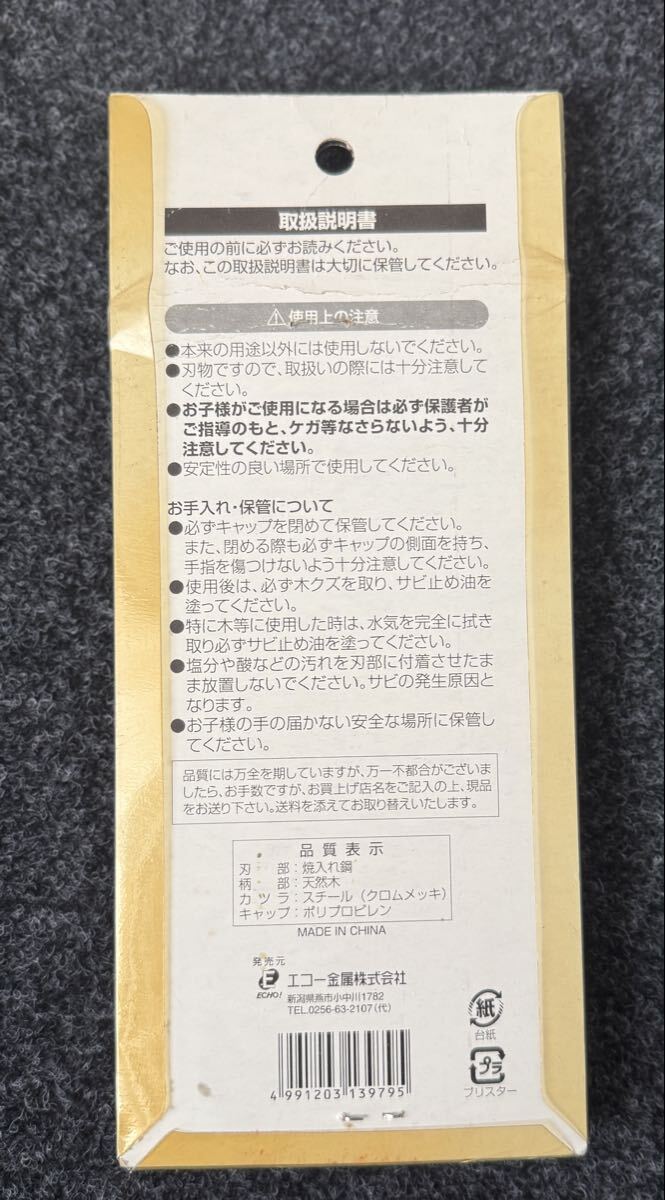 取扱説明書
ご使用の前に必ずお読みください。
なお、この取扱説明書は大切に保管してください。
⚠使用上の注意
●本来の用途以外には使用しないでください。
●刃物ですので、取扱いの際には十分注意して
ください。
●お子様がご使用になる場合は必ず保護者が
ご指導のもと、ケガ等なさらないよう、十分
注意してください。
●安定性の良い場所で使用してください。
お手入れ・保管について
●必ずキャップを閉めて保管してください。
また、閉める際も必ずキャップの側面を持ち、
手指を傷つけないよう十分注意してください。
●使用後は、必ず木クズを取り、サビ止め油を
塗ってください。
●特に木等に使用した時は、水気を完全に拭き
取り必ずサビ止め油を塗ってください。
●塩分や酸などの汚れを刃部に付着させたま
ま放置しないでください。サビの発生原因と
なります。
●お子様の手の届かない安全な場所に保管し
てください。
品質には万全を期していますが、万一不都合がございま
したら、お手数ですが、お買上げ店名をご記入の上、現品
をお送り下さい。送料を添えてお取り替えいたします。
品質表示
刃部：焼入れ鋼
柄部：天然木
カツラ：スチール（クロムメッキ）
キャップ：ポリプロピレン
MADE IN CHINA
発売元
E エコー金属株式会社
ECHO! 新潟県燕市小中川1782
TEL.0256-63-2107(代)
紙
台紙
プラ
ブリスター
4 991203 139795